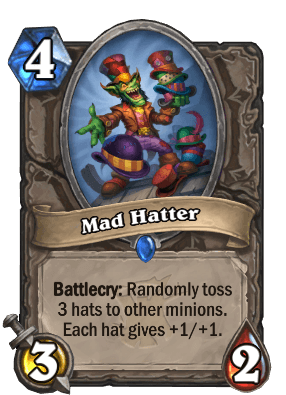 4
Mad Hatter
Battlecry: Randomly toss
3 hats to other minions.
Each hat gives +1/+1.
3
2